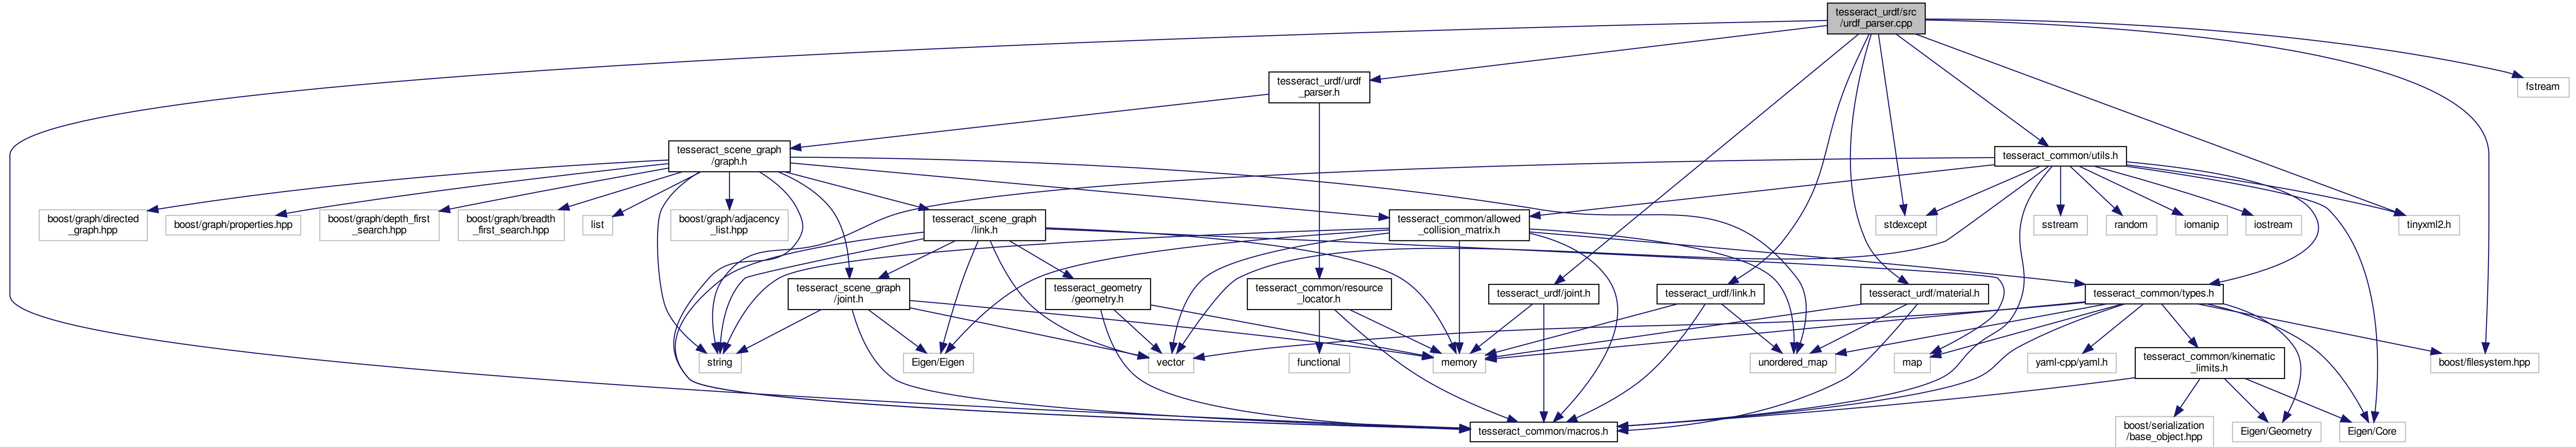 tesseract_urdf/src
/urdf_parser.cpp
tesseract_urdf/urdf
_parser.h
fstream
tesseract_scene_graph
/graph.h
tesseract_common/utils.h
boost/graph/directed
_graph.hpp
boost/graph/properties.hpp
boost/graph/depth_first
_search.hpp
boost/graph/breadth
_first_search.hpp
list
boost/graph/adjacency
_list.hpp
tesseract_scene_graph
/link.h
tesseract_common/allowed
_collision_matrix.h
stdexcept
sstream
random
iomanip
iostream
tinyxml2.h
tesseract_scene_graph
/joint.h
tesseract_geometry
/geometry.h
tesseract_common/resource
_locator.h
tesseract_urdf/joint.h
tesseract_urdf/link.h
tesseract_urdf/material.h
tesseract_common/types.h
string
Eigen/Eigen
vector
functional
memory
unordered_map
map
yaml-cpp/yaml.h
tesseract_common/kinematic
_limits.h
boost/filesystem.hpp
tesseract_common/macros.h
boost/serialization
/base_object.hpp
Eigen/Geometry
Eigen/Core